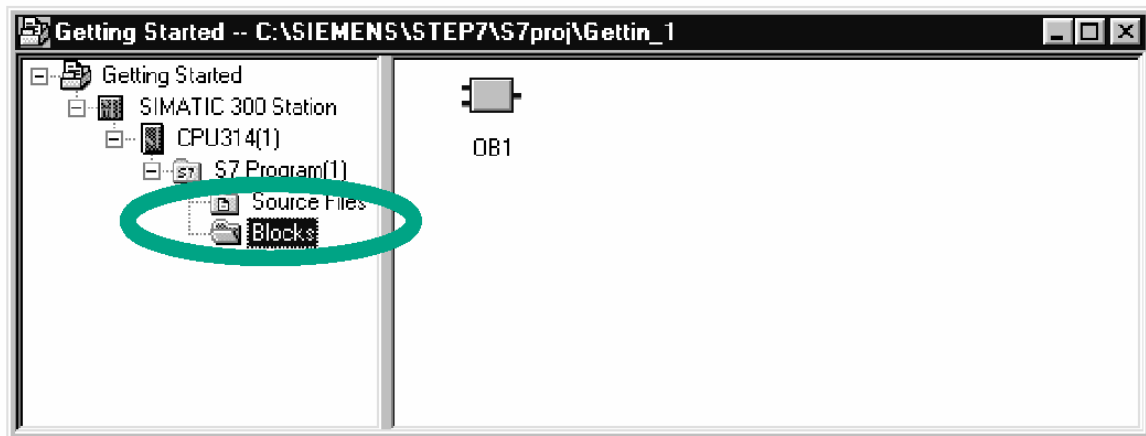 Getting Started -- C:\SIEMENS\STEP7\S7proj\Gettin_1
Getting Started
SIMATIC 300 Station
CPU314(1)
S7 Program(1)
Source Files
Blocks
OB1